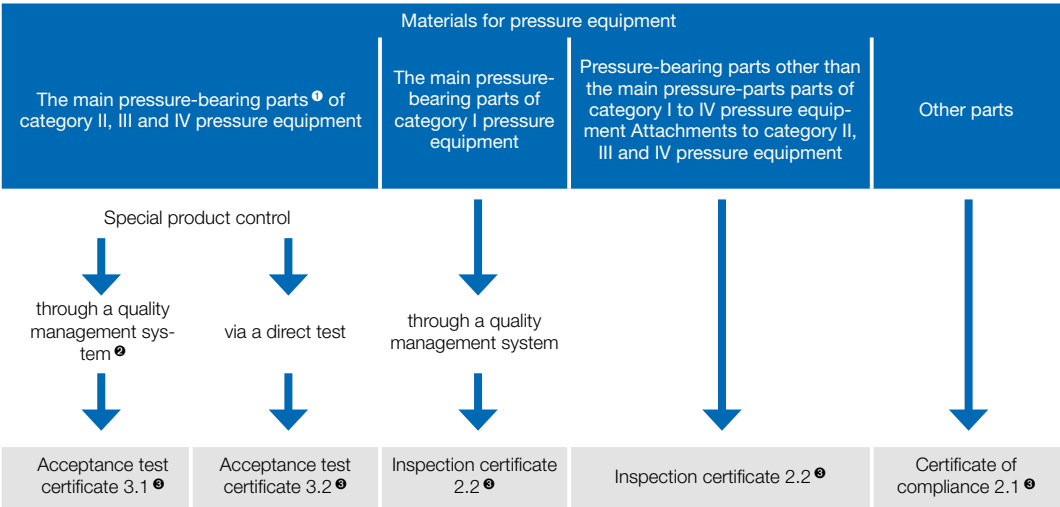 Materials for pressure equipment
The main pressure-bearing parts ❶ of
category II, III and IV pressure equipment
The main pressure-
bearing parts of
category I pressure
equipment
Pressure-bearing parts other than
the main pressure-parts parts of
category I to IV pressure equip-
ment Attachments to category II,
III and IV pressure equipment
Other parts
Special product control
through a quality
management sys-
tem ❷
via a direct test
through a quality
management system
Acceptance test
certificate 3.1 ❸
Acceptance test
certificate 3.2 ❸
Inspection certificate
2.2 ❸
Inspection certificate 2.2 ❸
Certificate of
compliance 2.1 ❸